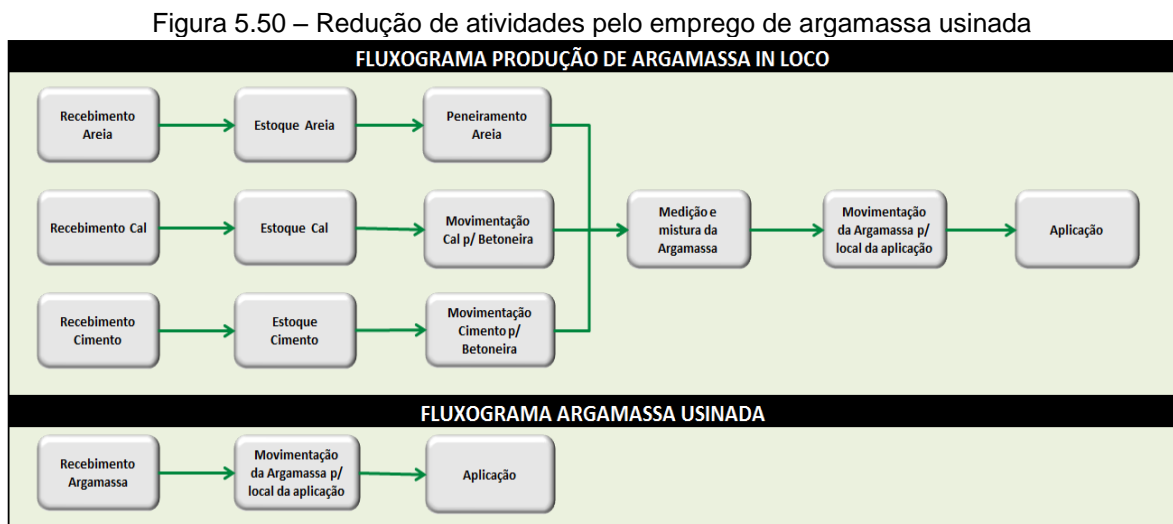 Figura 5.50 – Redução de atividades pelo emprego de argamassa usinada
FLUXOGRAMA PRODUÇÃO DE ARGAMASSA IN LOCO
Recebimento
Areia
Estoque Areia
Peneiramento
Areia
Recebimento Cal
Estoque Cal
Movimentação
Cal p/ Betoneira
Medição e
mistura da
Argamassa
Movimentação
da Argamassa p/
local da aplicação
Aplicação
Recebimento
Cimento
Estoque
Cimento
Movimentação
Cimento p/
Betoneira
FLUXOGRAMA ARGAMASSA USINADA
Recebimento
Argamassa
Movimentação
da Argamassa p/
local da aplicação
Aplicação